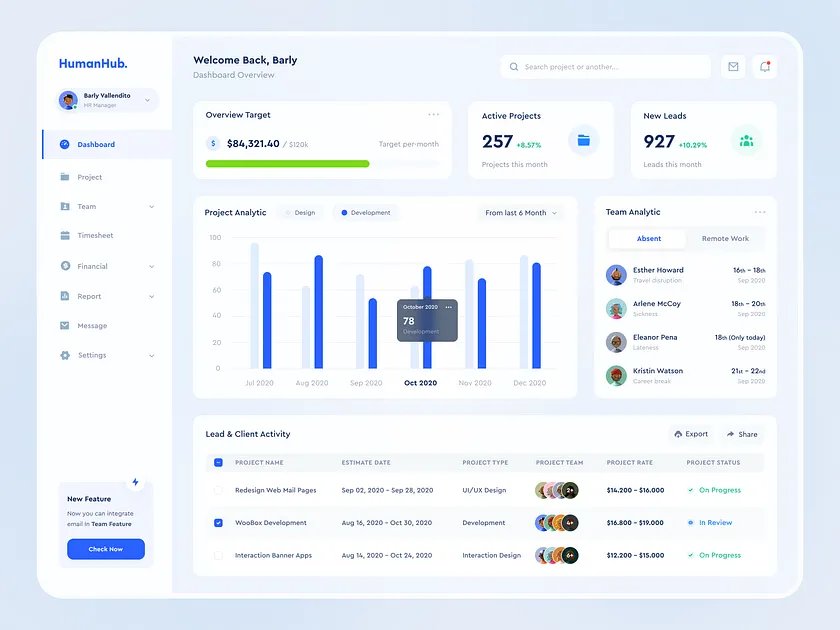 HumanHub.
Barly Vallendito
HR Manager
Dashboard
Project
Team
Timesheet
Financial
Report
Message
Settings
New Feature
Now you can integrate
email in Team Feature
Check Now
Welcome Back, Barly
Dashboard Overview
Search project or another...
Overview Target
$
$84,321.40 / $120k
Target per-month
Active Projects
257 +8.57%
Projects this month
New Leads
927 +10.29%
Leads this month
Project Analytic
Design
Development
From last 6 Month
100
80
60
40
20
0
October 2020
78
Development
Jul 2020 Aug 2020 Sep 2020 Oct 2020 Nov 2020 Dec 2020
Team Analytic
Absent Remote Work
Esther Howard 16th – 18th
Travel disruption Sep 2020
Arlene McCoy 18th – 20th
Sickness Sep 2020
Eleanor Pena 18th (Only today)
Lateness Sep 2020
Kristin Watson 21st – 22nd
Career break Sep 2020
Lead & Client Activity
Export
Share
PROJECT NAME ESTIMATE DATE PROJECT TYPE PROJECT TEAM PROJECT RATE PROJECT STATUS
Redesign Web Mail Pages Sep 02, 2020 – Sep 28, 2020 UI/UX Design 2+ $14.200 – $16.000 On Progress
WooBox Development Aug 16, 2020 – Oct 30, 2020 Development 4+ $16.800 – $19.000 In Review
Interaction Banner Apps Aug 14, 2020 – Oct 24, 2020 Interaction Design 6+ $12.200 – $15.000 On Progress